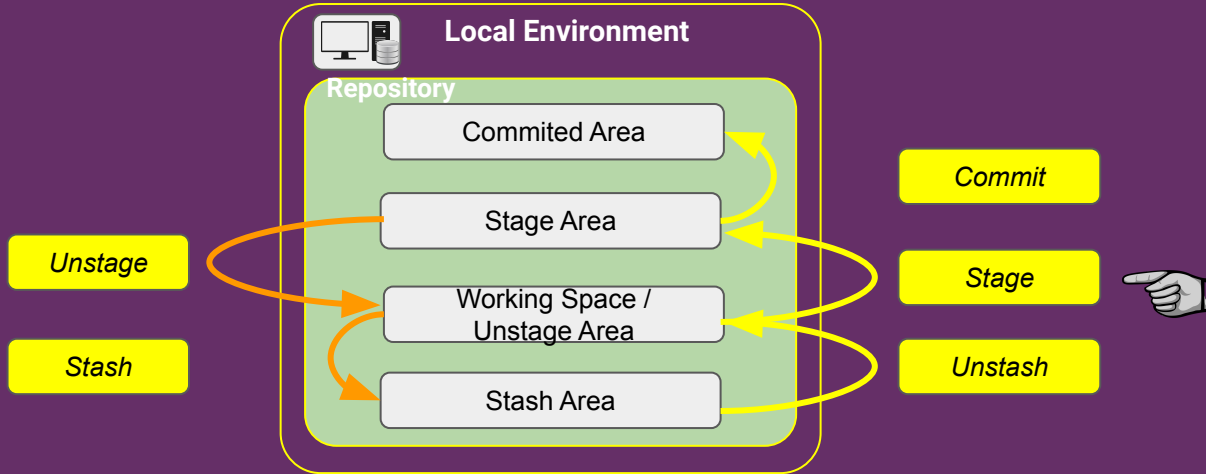 Local Environment
Repository
Commited Area
Commit
Stage Area
Unstage
Stage
Working Space /
Unstage Area
Stash
Unstash
Stash Area